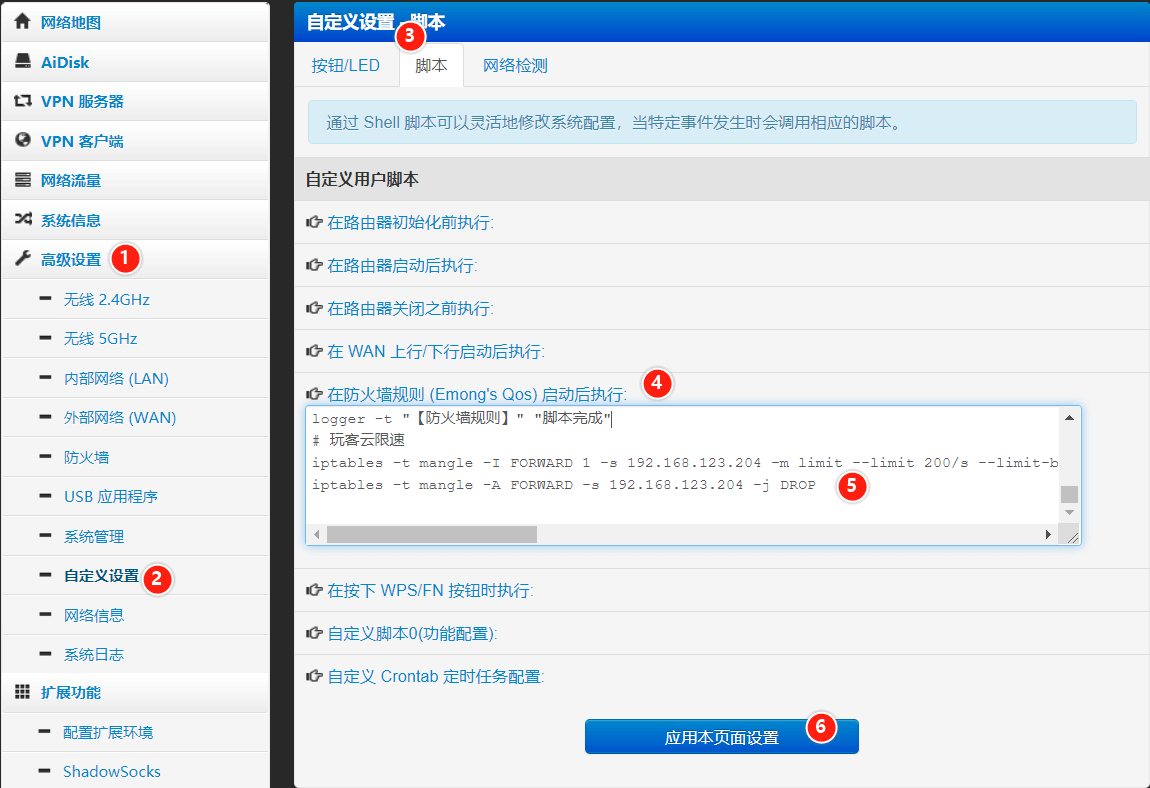 网络地图
AiDisk
VPN 服务器
VPN 客户端
网络流量
系统信息
高级设置 1
无线 2.4GHz
无线 5GHz
内部网络 (LAN)
外部网络 (WAN)
防火墙
USB 应用程序
系统管理
自定义设置 2
网络信息
系统日志
扩展功能
配置扩展环境
ShadowSocks
自定义设置 - 脚本
3
按钮/LED 脚本 网络检测
通过 Shell 脚本可以灵活地修改系统配置，当特定事件发生时会调用相应的脚本。
自定义用户脚本
在路由器初始化前执行:
在路由器启动后执行:
在路由器关闭之前执行:
在 WAN 上行/下行启动后执行:
在防火墙规则 (Emong's Qos) 启动后执行: 4
logger -t "【防火墙规则】" "脚本完成"
# 玩客云限速
iptables -t mangle -I FORWARD 1 -s 192.168.123.204 -m limit --limit 200/s --limit-b
iptables -t mangle -A FORWARD -s 192.168.123.204 -j DROP 5
在按下 WPS/FN 按钮时执行:
自定义脚本0(功能配置):
自定义 Crontab 定时任务配置:
应用本页面设置 6